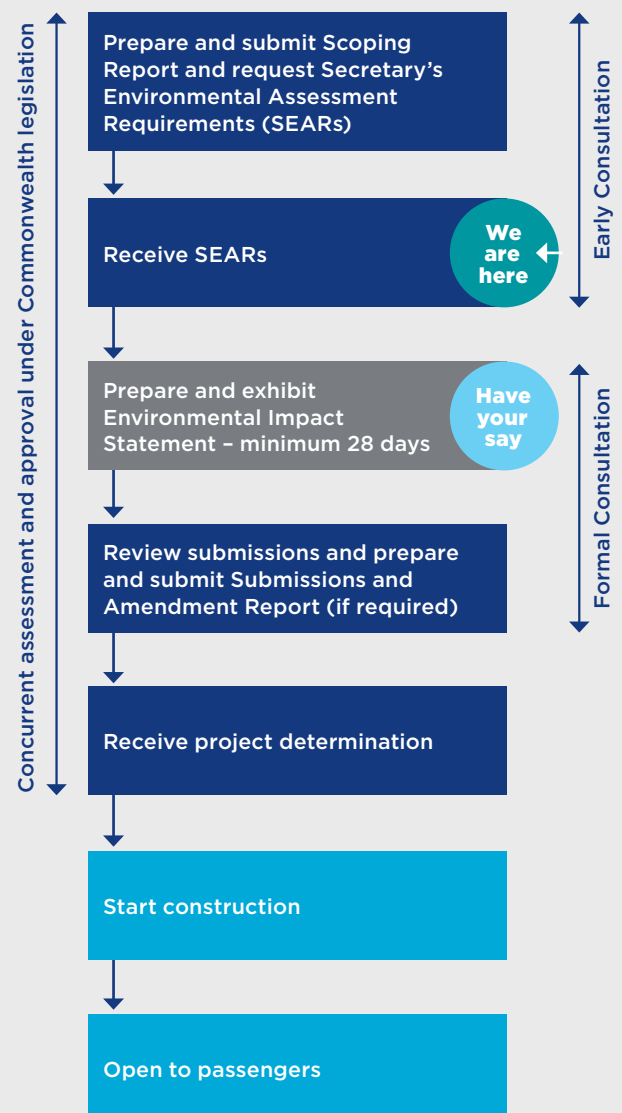 Concurrent assessment and approval under Commonwealth legislation
Prepare and submit Scoping
Report and request Secretary's
Environmental Assessment
Requirements (SEARs)
Early Consultation
Receive SEARs
We
are
here
Prepare and exhibit
Environmental Impact
Statement – minimum 28 days
Have
your
say
Formal Consultation
Review submissions and prepare
and submit Submissions and
Amendment Report (if required)
Receive project determination
Start construction
Open to passengers